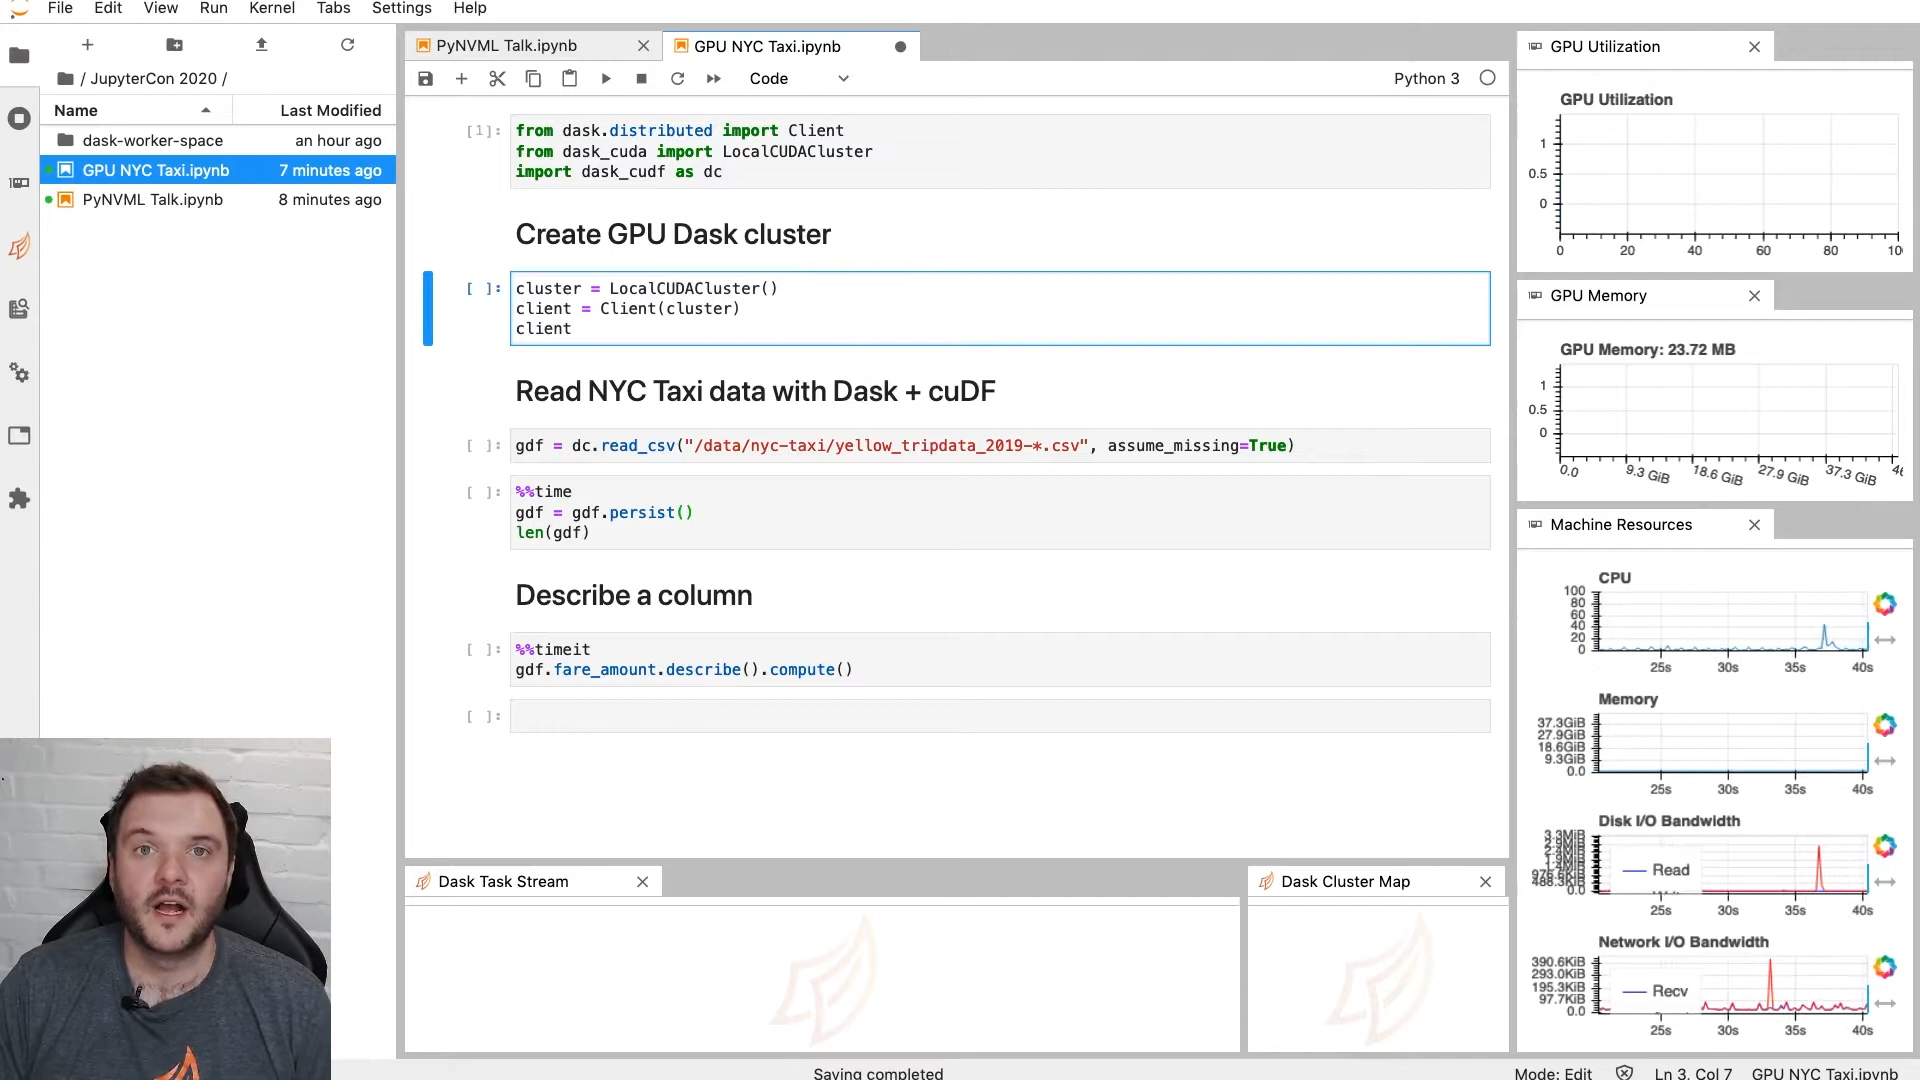 File Edit View Run Kernel Tabs Settings Help
/ JupyterCon 2020 /
Name Last Modified
dask-worker-space an hour ago
GPU NYC Taxi.ipynb 7 minutes ago
PyNVML Talk.ipynb 8 minutes ago
PyNVML Talk.ipynb GPU NYC Taxi.ipynb
Code Python 3
[1]: from dask.distributed import Client
from dask_cuda import LocalCUDACluster
import dask_cudf as dc
Create GPU Dask cluster
[ ]: cluster = LocalCUDACluster()
client = Client(cluster)
client
Read NYC Taxi data with Dask + cuDF
[ ]: gdf = dc.read_csv("/data/nyc-taxi/yellow_tripdata_2019-*.csv", assume_missing=True)
[ ]: %%time
gdf = gdf.persist()
len(gdf)
Describe a column
[ ]: %%timeit
gdf.fare_amount.describe().compute()
[ ]:
Dask Task Stream
Dask Cluster Map
GPU Utilization
GPU Utilization
1
0.5
0
0 20 40 60 80 10
GPU Memory
GPU Memory: 23.72 MB
1
0.5
0
0.0 9.3 GiB 18.6 GiB 27.9 GiB 37.3 GiB
Machine Resources
CPU
100
80
60
40
20
0
25s 30s 35s 40s
Memory
37.3GiB
27.9GiB
18.6GiB
9.3GiB
0.0
25s 30s 35s 40s
Disk I/O Bandwidth
3.3MiB
Read
488.3KiB
0.0
25s 30s 35s 40s
Network I/O Bandwidth
390.6KiB
293.0KiB
195.3KiB
Recv
97.7KiB
0.0
25s 30s 35s 40s
Saving completed
Mode: Edit Ln 3, Col 7 GPU NYC Taxi.ipynb